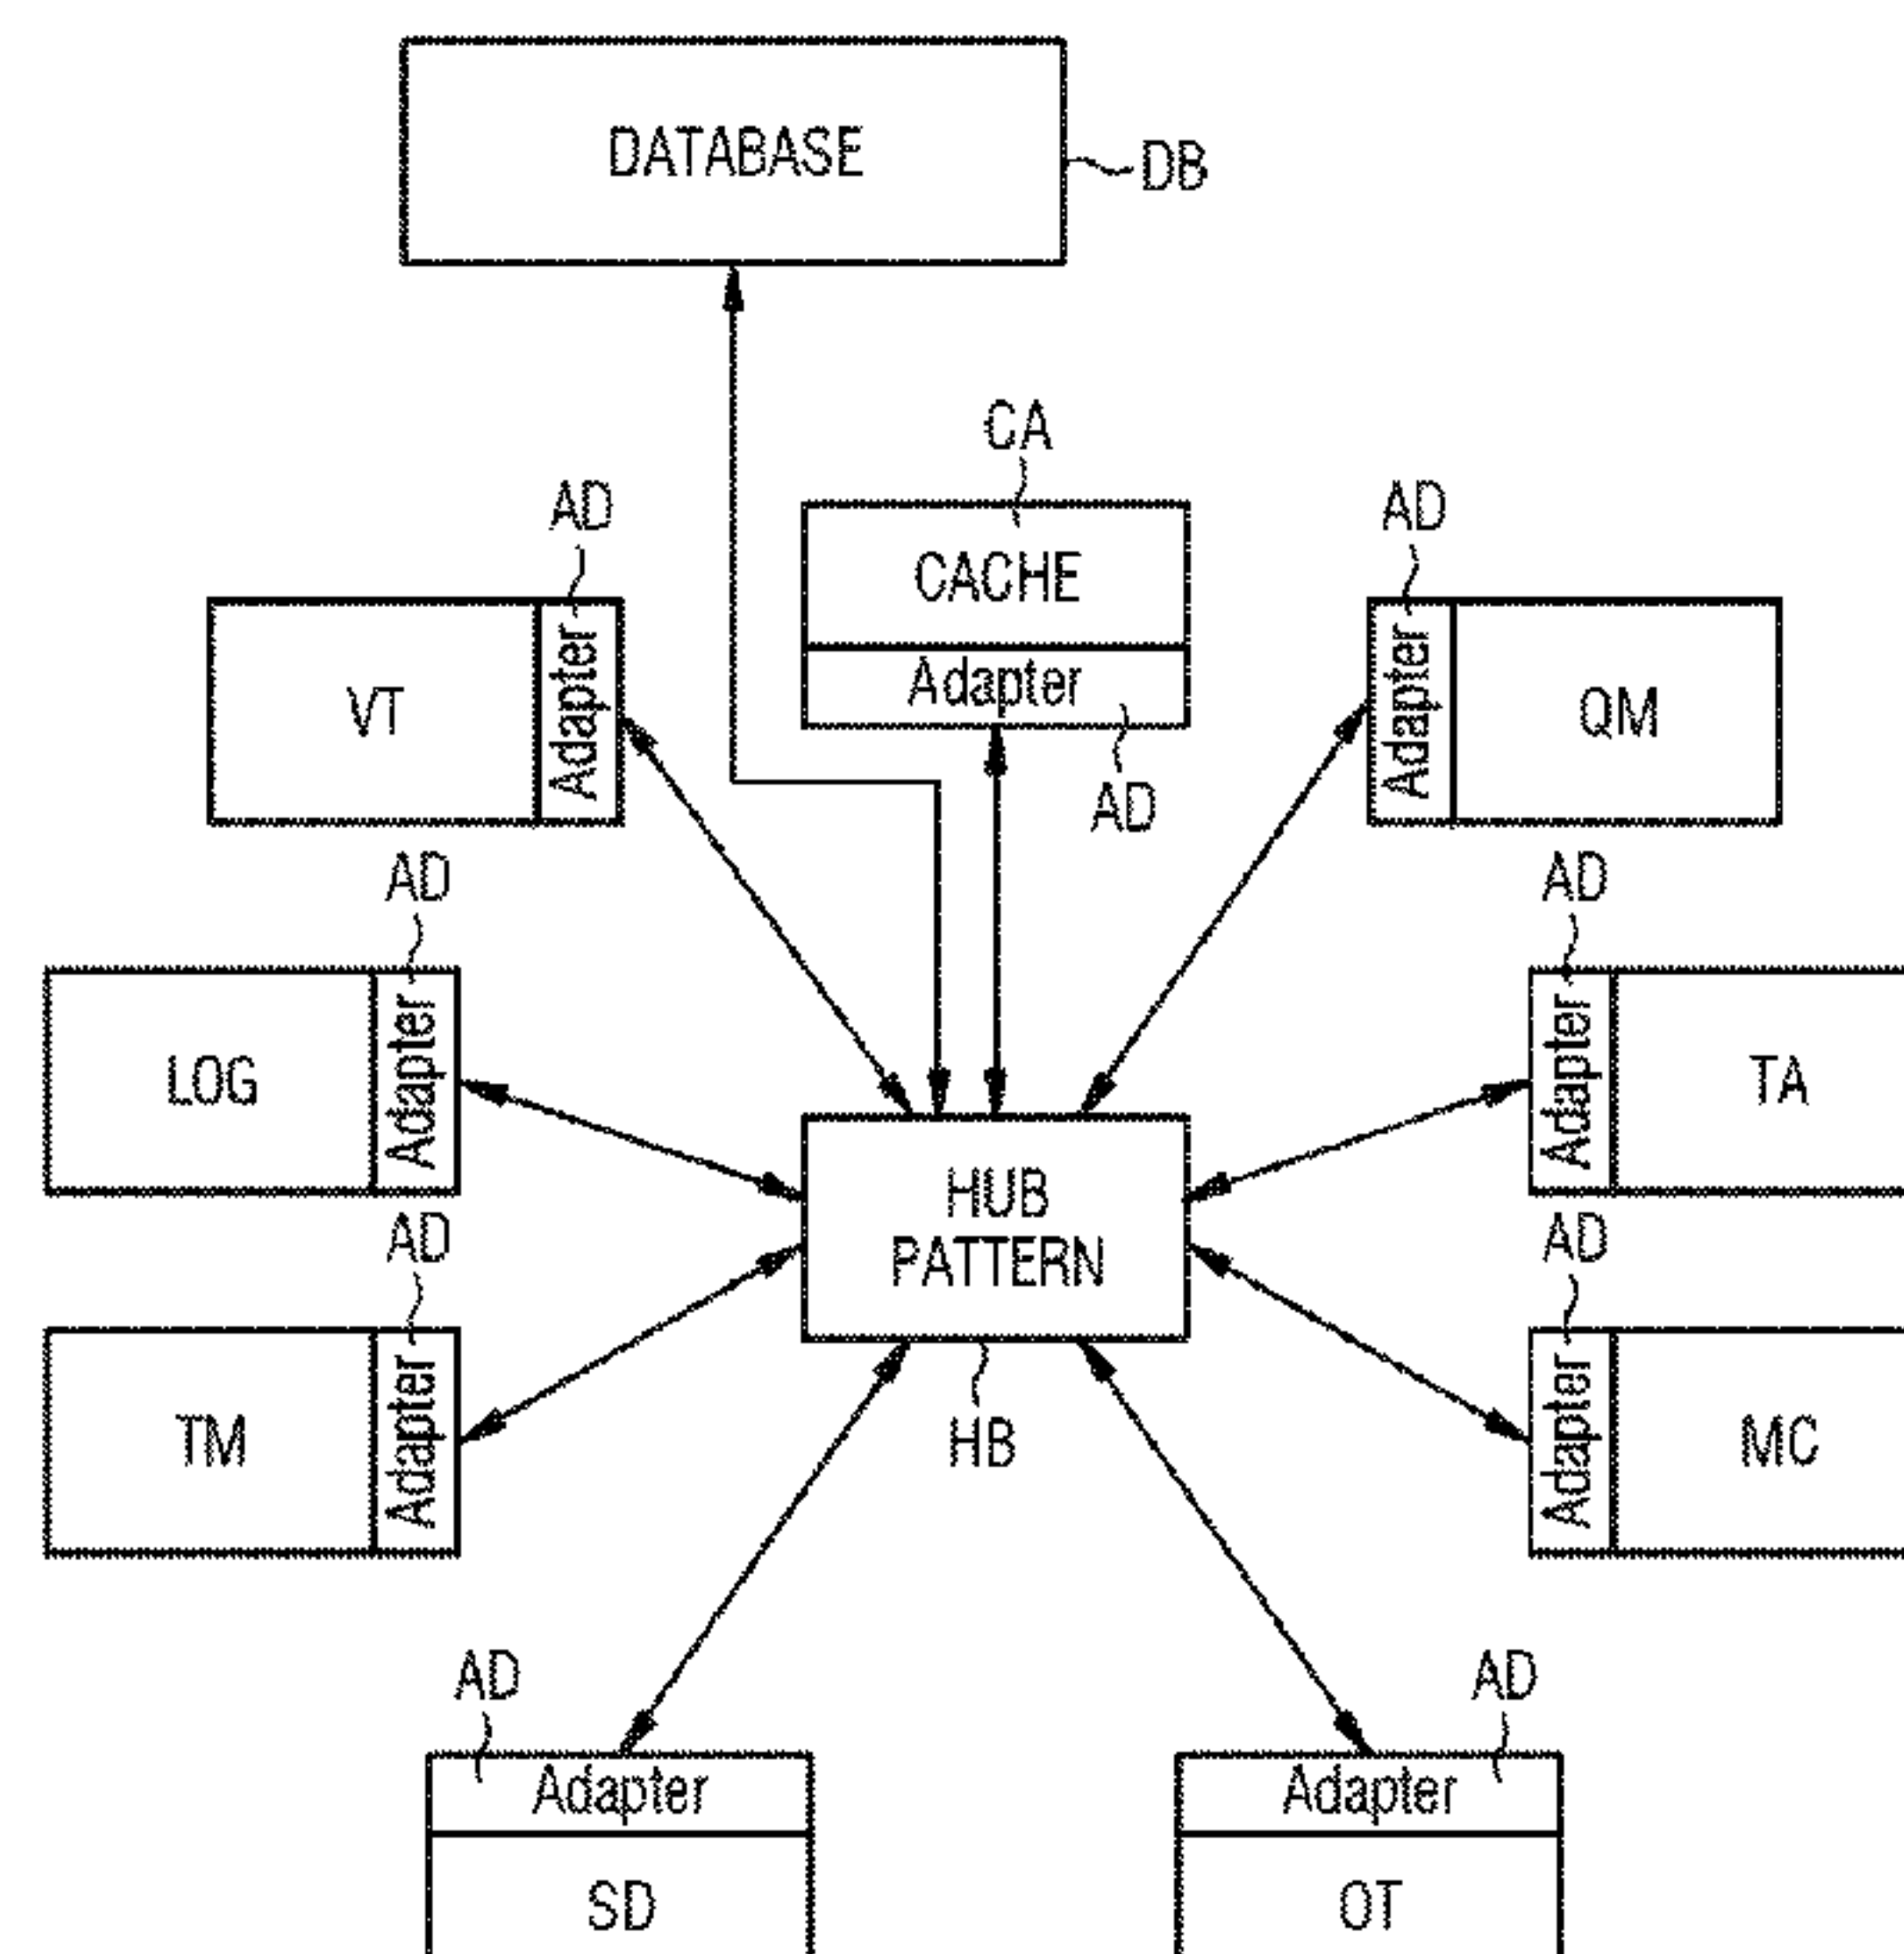 DATABASE
DB
CA
AD
AD
CACHE
VT
Adapter
Adapter
Adapter
QM
AD
AD
AD
LOG
Adapter
Adapter
TA
HUB
PATTERN
AD
AD
TM
Adapter
HB
Adapter
MC
AD
AD
Adapter
Adapter
SD
OT